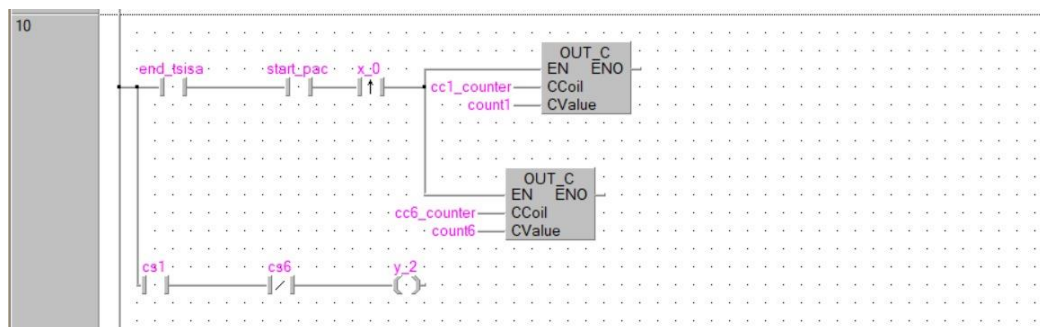 10
OUT_C
end_tsisa start_pac x_0 EN ENO
cc1_counter CCoil
count1 CValue
OUT_C
EN ENO
cc6_counter CCoil
count6 CValue
cs1 cs6 y_2